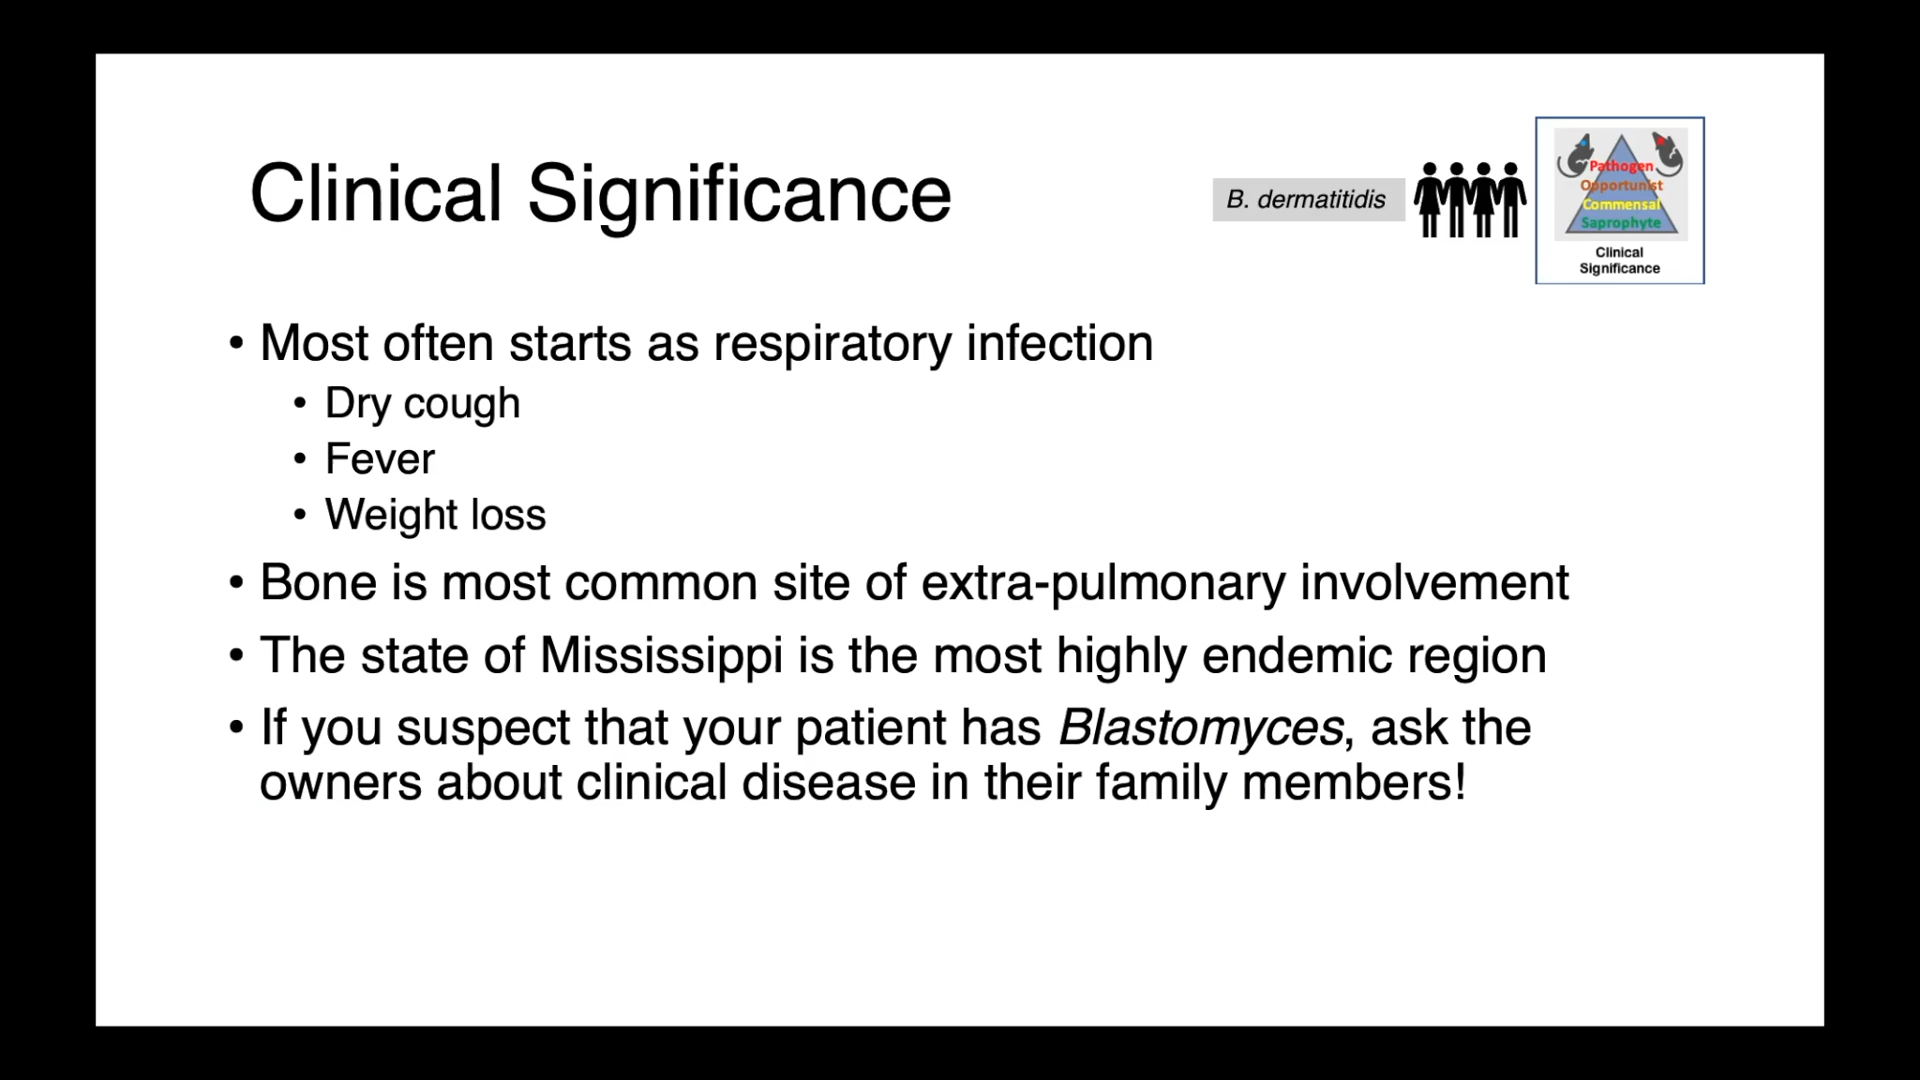 Clinical Significance
B. dermatitidis
Pathogen
Opportunist
Commensal
Saprophyte
Clinical
Significance
• Most often starts as respiratory infection
• Dry cough
• Fever
• Weight loss
• Bone is most common site of extra-pulmonary involvement
• The state of Mississippi is the most highly endemic region
• If you suspect that your patient has Blastomyces, ask the
owners about clinical disease in their family members!